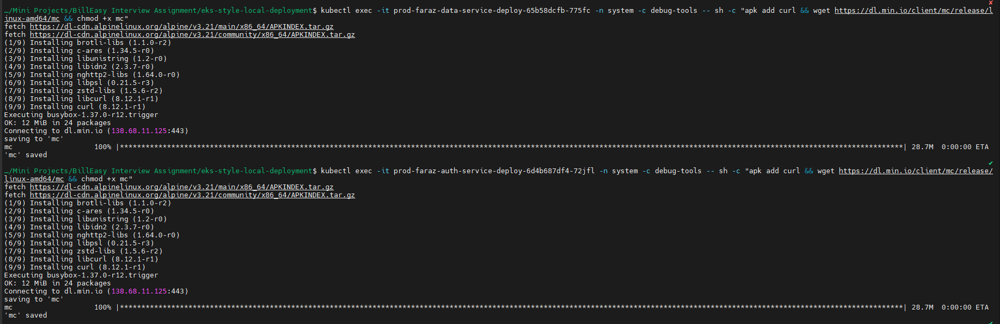 …/Mini Projects/BillEasy Interview Assignment/eks-style-local-deployment$ kubectl exec -it prod-faraz-data-service-deploy-65b58dcfb-775fc -n system -c debug-tools -- sh -c "apk add curl && wget https://dl.min.io/client/mc/release/l
inux-amd64/mc && chmod +x mc"
fetch https://dl-cdn.alpinelinux.org/alpine/v3.21/main/x86_64/APKINDEX.tar.gz
fetch https://dl-cdn.alpinelinux.org/alpine/v3.21/community/x86_64/APKINDEX.tar.gz
(1/9) Installing brotli-libs (1.1.0-r2)
(2/9) Installing c-ares (1.34.5-r0)
(3/9) Installing libunistring (1.2-r0)
(4/9) Installing libidn2 (2.3.7-r0)
(5/9) Installing nghttp2-libs (1.64.0-r0)
(6/9) Installing libpsl (0.21.5-r3)
(7/9) Installing zstd-libs (1.5.6-r2)
(8/9) Installing libcurl (8.12.1-r1)
(9/9) Installing curl (8.12.1-r1)
Executing busybox-1.37.0-r12.trigger
OK: 12 MiB in 24 packages
Connecting to dl.min.io (138.68.11.125:443)
saving to 'mc'
mc 100% |****************************************************************************************************************************************************************************************| 28.7M 0:00:00 ETA
'mc' saved
…/Mini Projects/BillEasy Interview Assignment/eks-style-local-deployment$ kubectl exec -it prod-faraz-auth-service-deploy-6d4b687df4-72jfl -n system -c debug-tools -- sh -c "apk add curl && wget https://dl.min.io/client/mc/release/
linux-amd64/mc && chmod +x mc"
fetch https://dl-cdn.alpinelinux.org/alpine/v3.21/main/x86_64/APKINDEX.tar.gz
fetch https://dl-cdn.alpinelinux.org/alpine/v3.21/community/x86_64/APKINDEX.tar.gz
(1/9) Installing brotli-libs (1.1.0-r2)
(2/9) Installing c-ares (1.34.5-r0)
(3/9) Installing libunistring (1.2-r0)
(4/9) Installing libidn2 (2.3.7-r0)
(5/9) Installing nghttp2-libs (1.64.0-r0)
(6/9) Installing libpsl (0.21.5-r3)
(7/9) Installing zstd-libs (1.5.6-r2)
(8/9) Installing libcurl (8.12.1-r1)
(9/9) Installing curl (8.12.1-r1)
Executing busybox-1.37.0-r12.trigger
OK: 12 MiB in 24 packages
Connecting to dl.min.io (138.68.11.125:443)
saving to 'mc'
mc 100% |****************************************************************************************************************************************************************************************| 28.7M 0:00:00 ETA
'mc' saved